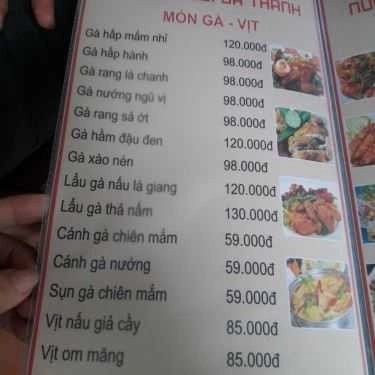 THÀNH
MÓN GÀ - VỊT
Gà hấp mắm nhỉ 120.000đ
Gà hấp hành 98.000đ
Gà rang lá chanh 98.000đ
Gà nướng ngũ vị 98.000đ
Gà rang sả ớt 98.000đ
Gà hầm đậu đen 120.000đ
Gà xào nén 98.000đ
Lẩu gà nấu lá giang 120.000đ
Lẩu gà thả nấm 130.000đ
Cánh gà chiên mắm 59.000đ
Cánh gà nướng 59.000đ
Sụn gà chiên mắm 59.000đ
Vịt nấu giả cầy 85.000đ
Vịt om măng 85.000đ